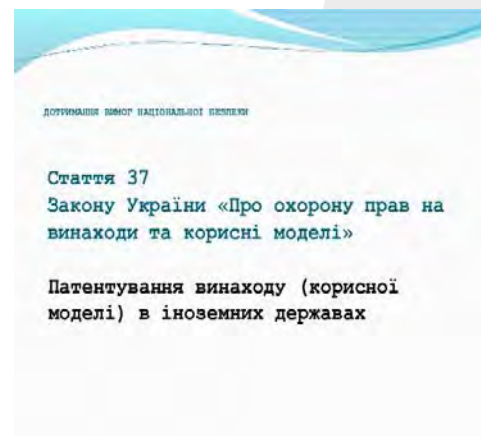 ДОТРИМАННЯ ВИМОГ НАЦІОНАЛЬНОЇ БЕЗПЕКИ
Стаття 37
Закону України «Про охорону прав на
винаходи та корисні моделі»
Патентування винаходу (корисної
моделі) в іноземних державах